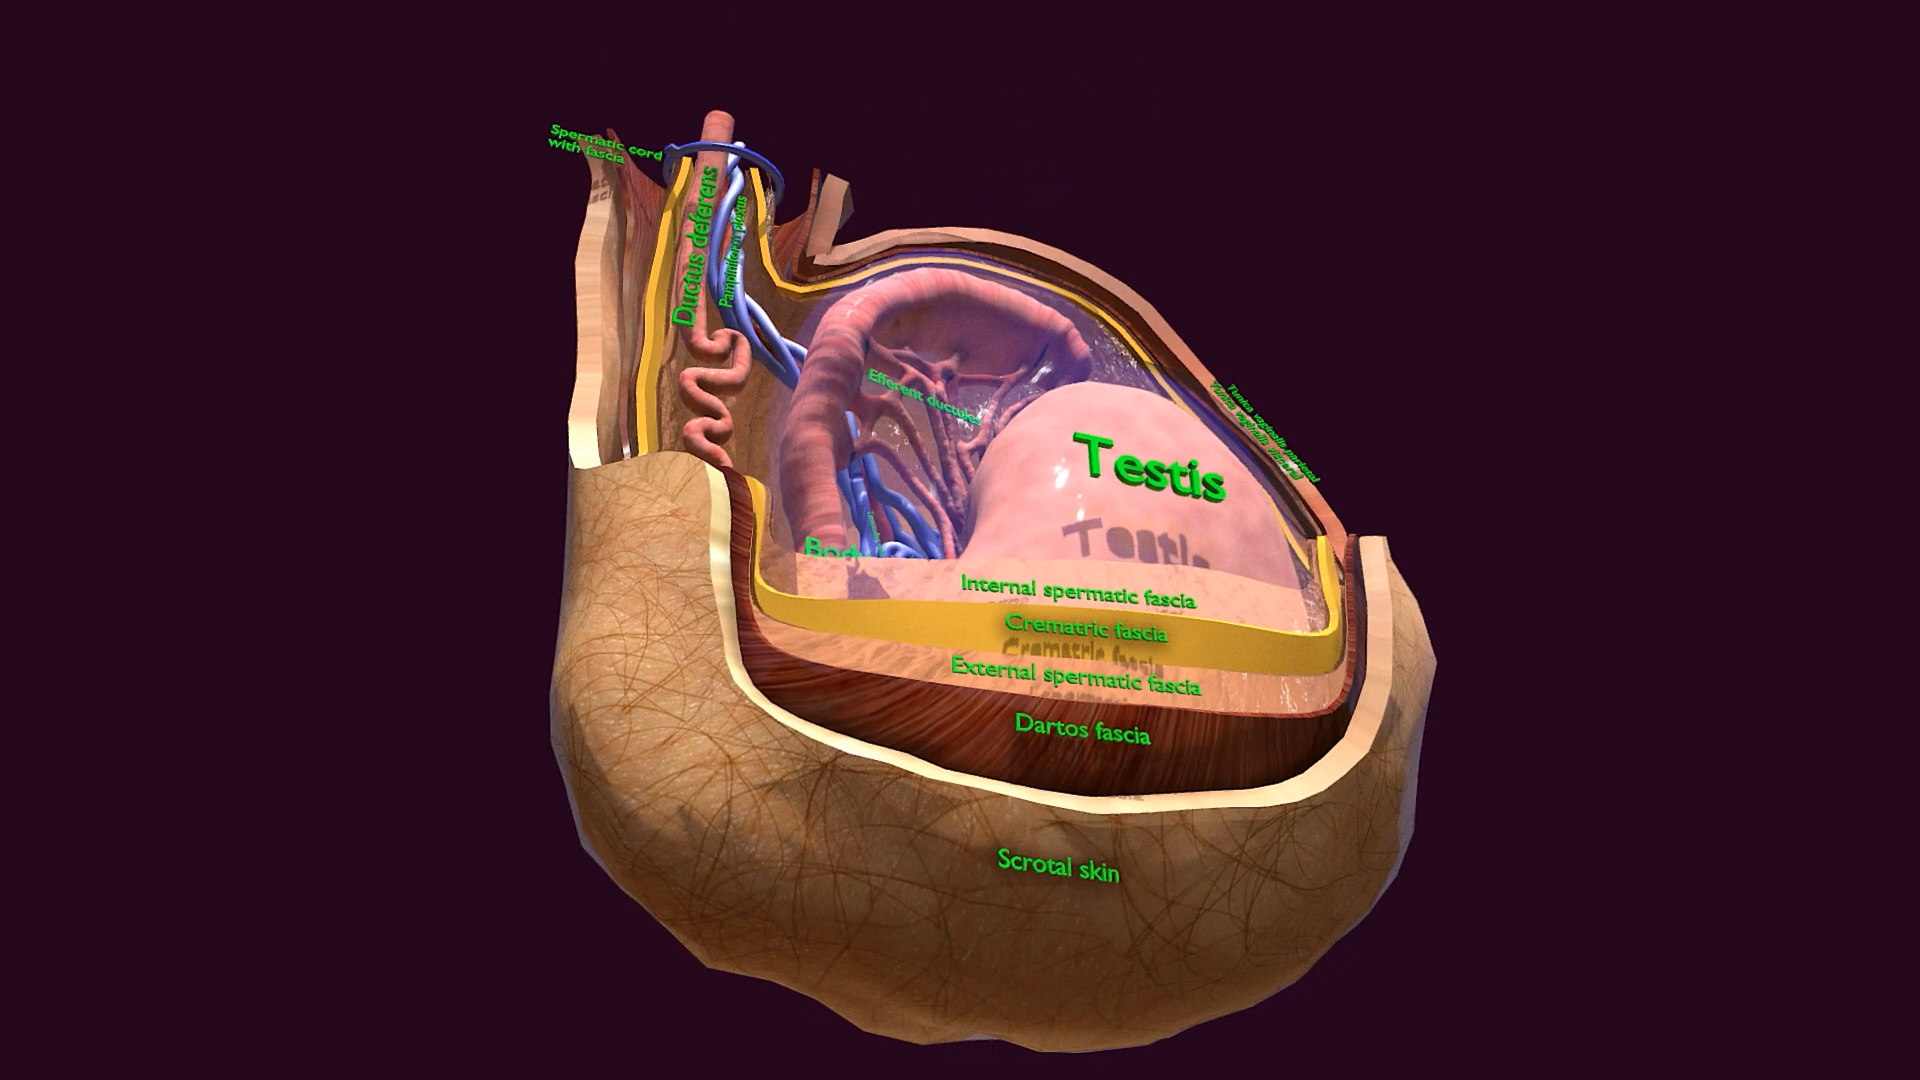 Spermatic cord
with fascia
Ductus deferens
Pampiniform plexus
Efferent ductules
Tunica vaginalis parietal
Tunica vaginalis visceral
Testis
Body
Internal spermatic fascia
Crematric fascia
External spermatic fascia
Dartos fascia
Scrotal skin